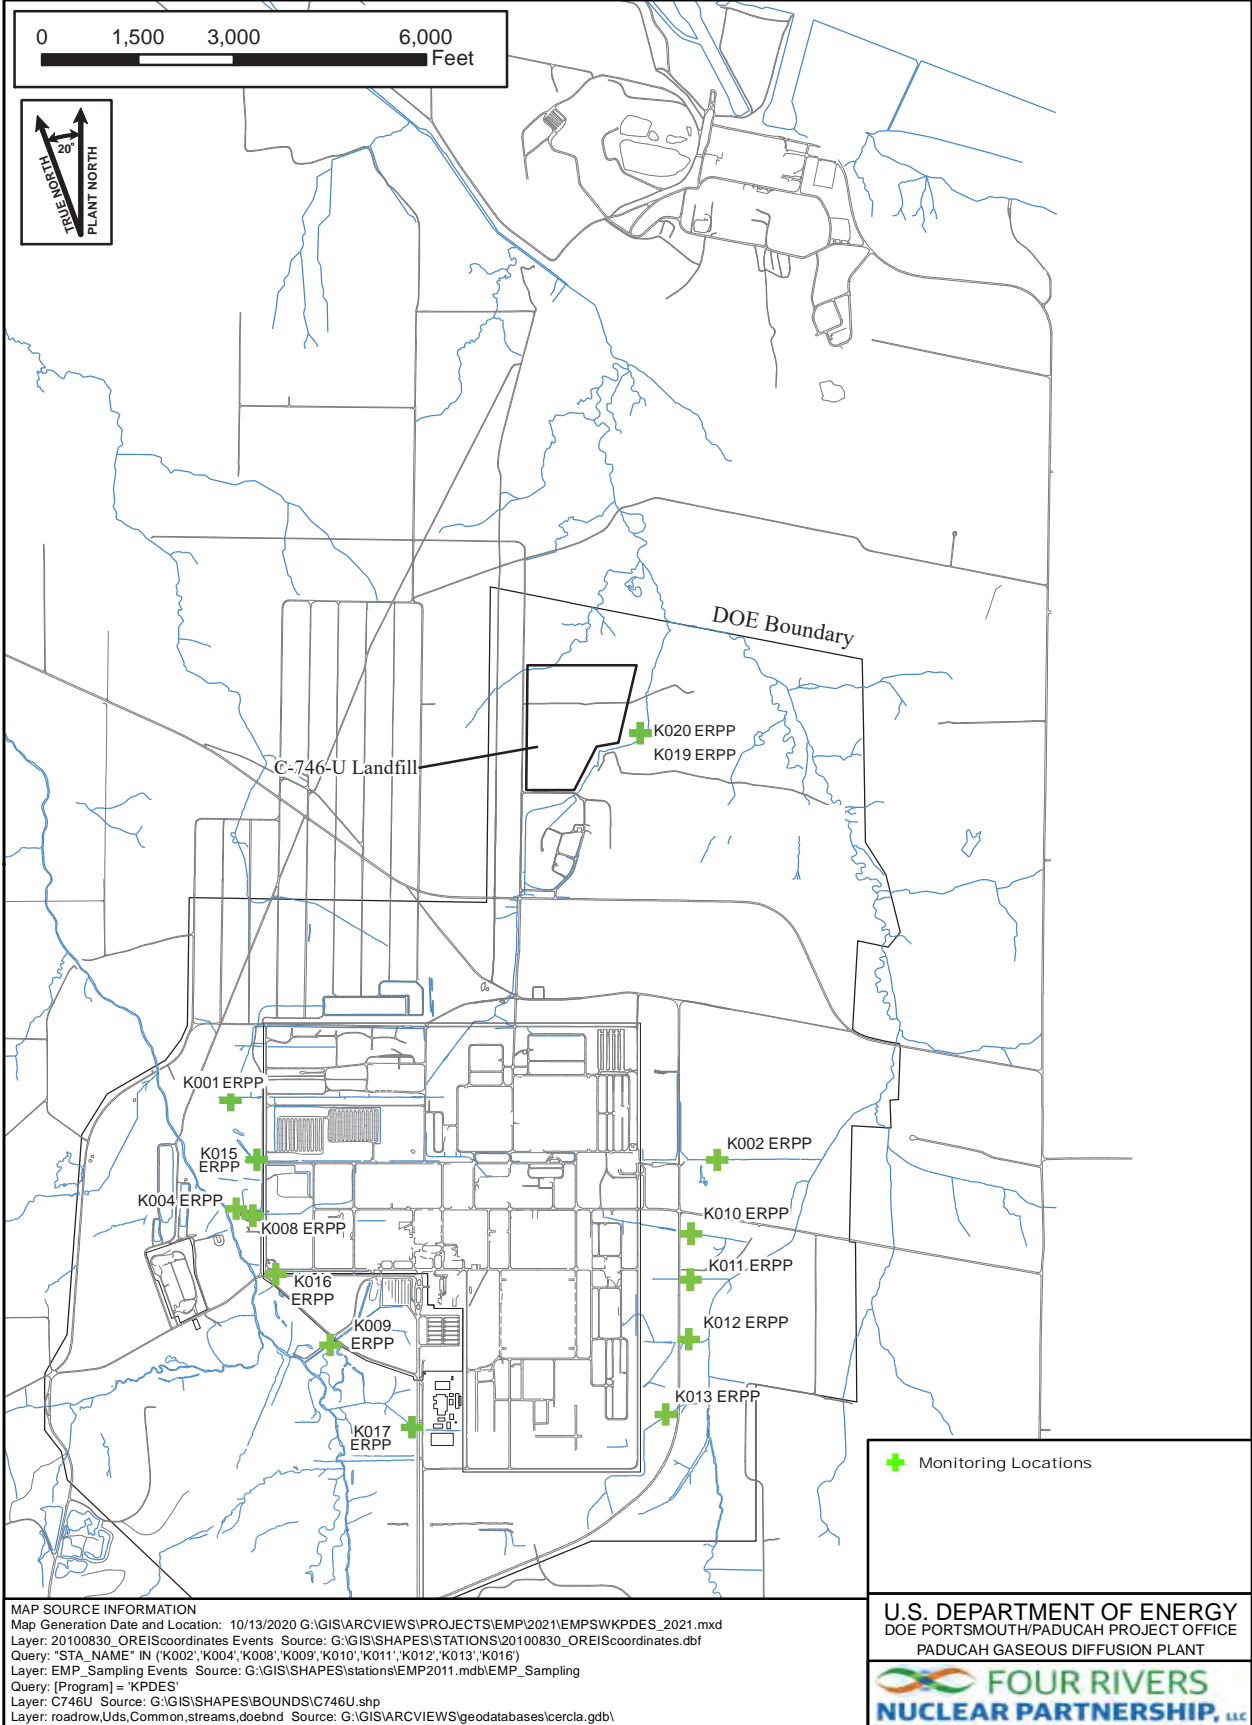 0 1,500 3,000 6,000
Feet
20°
TRUE NORTH
PLANT NORTH
DOE Boundary
K020 ERPP
K019 ERPP
C-746-U Landfill
K001 ERPP
K015
ERPP
K002 ERPP
K004 ERPP
K008 ERPP
K010 ERPP
K011 ERPP
K016
ERPP
K009
ERPP
K012 ERPP
K013 ERPP
K017
ERPP
Monitoring Locations
MAP SOURCE INFORMATION
Map Generation Date and Location: 10/13/2020 G:\GIS\ARCVIEWS\PROJECTS\EMP\2021\EMPSWKPDES_2021.mxd
Layer: 20100830_OREIScoordinates Events Source: G:\GIS\SHAPES\STATIONS\20100830_OREIScoordinates.dbf
Query: "STA_NAME" IN ('K002','K004','K008','K009','K010','K011','K012','K013','K016')
Layer: EMP_Sampling Events Source: G:\GIS\SHAPES\stations\EMP2011.mdb\EMP_Sampling
Query: [Program] = 'KPDES'
Layer: C746U Source: G:\GIS\SHAPES\BOUNDS\C746U.shp
Layer: roadrow,Uds,Common,streams,doebnd Source: G:\GIS\ARCVIEWS\geodatabases\cercla.gdb\
U.S. DEPARTMENT OF ENERGY
DOE PORTSMOUTH/PADUCAH PROJECT OFFICE
PADUCAH GASEOUS DIFFUSION PLANT
FOUR RIVERS
NUCLEAR PARTNERSHIP, LLC